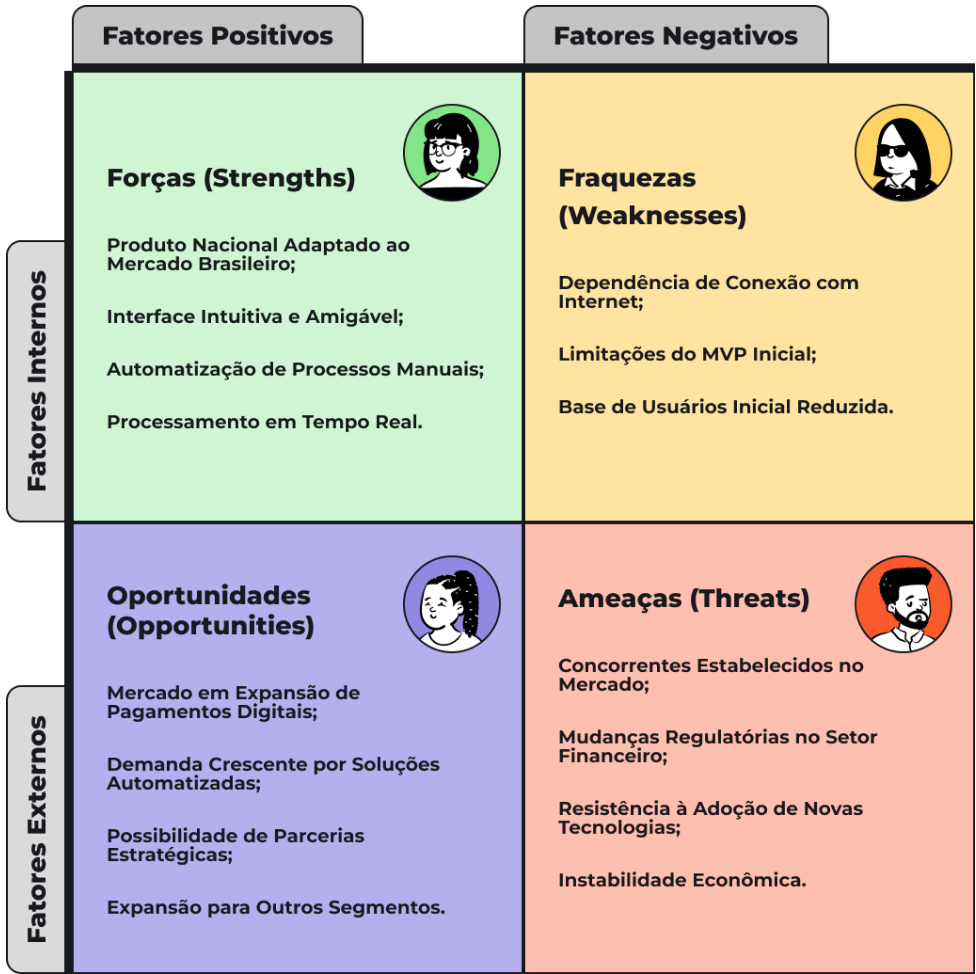 Fatores Positivos
Fatores Negativos
Fatores Internos
Forças (Strengths)
Produto Nacional Adaptado ao
Mercado Brasileiro;
Interface Intuitiva e Amigável;
Automatização de Processos Manuais;
Processamento em Tempo Real.
Fraquezas
(Weaknesses)
Dependência de Conexão com
Internet;
Limitações do MVP Inicial;
Base de Usuários Inicial Reduzida.
Fatores Externos
Oportunidades
(Opportunities)
Mercado em Expansão de
Pagamentos Digitais;
Demanda Crescente por Soluções
Automatizadas;
Possibilidade de Parcerias
Estratégicas;
Expansão para Outros Segmentos.
Ameaças (Threats)
Concorrentes Estabelecidos no
Mercado;
Mudanças Regulatórias no Setor
Financeiro;
Resistência à Adoção de Novas
Tecnologias;
Instabilidade Econômica.